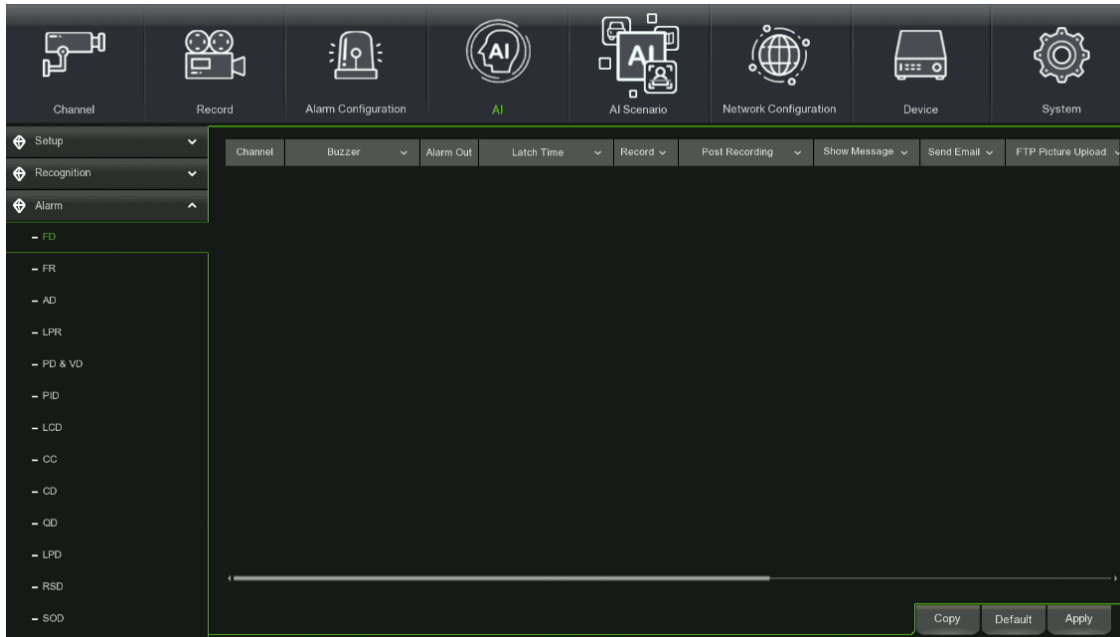 AI
AI
Channel Record Alarm Configuration AI AI Scenario Network Configuration Device System
Setup
Recognition
Alarm
FD
FR
AD
LPR
PD & VD
PID
LCD
CC
CD
QD
LPD
RSD
SOD
Channel Buzzer Alarm Out Latch Time Record Post Recording Show Message Send Email FTP Picture Upload
Copy Default Apply